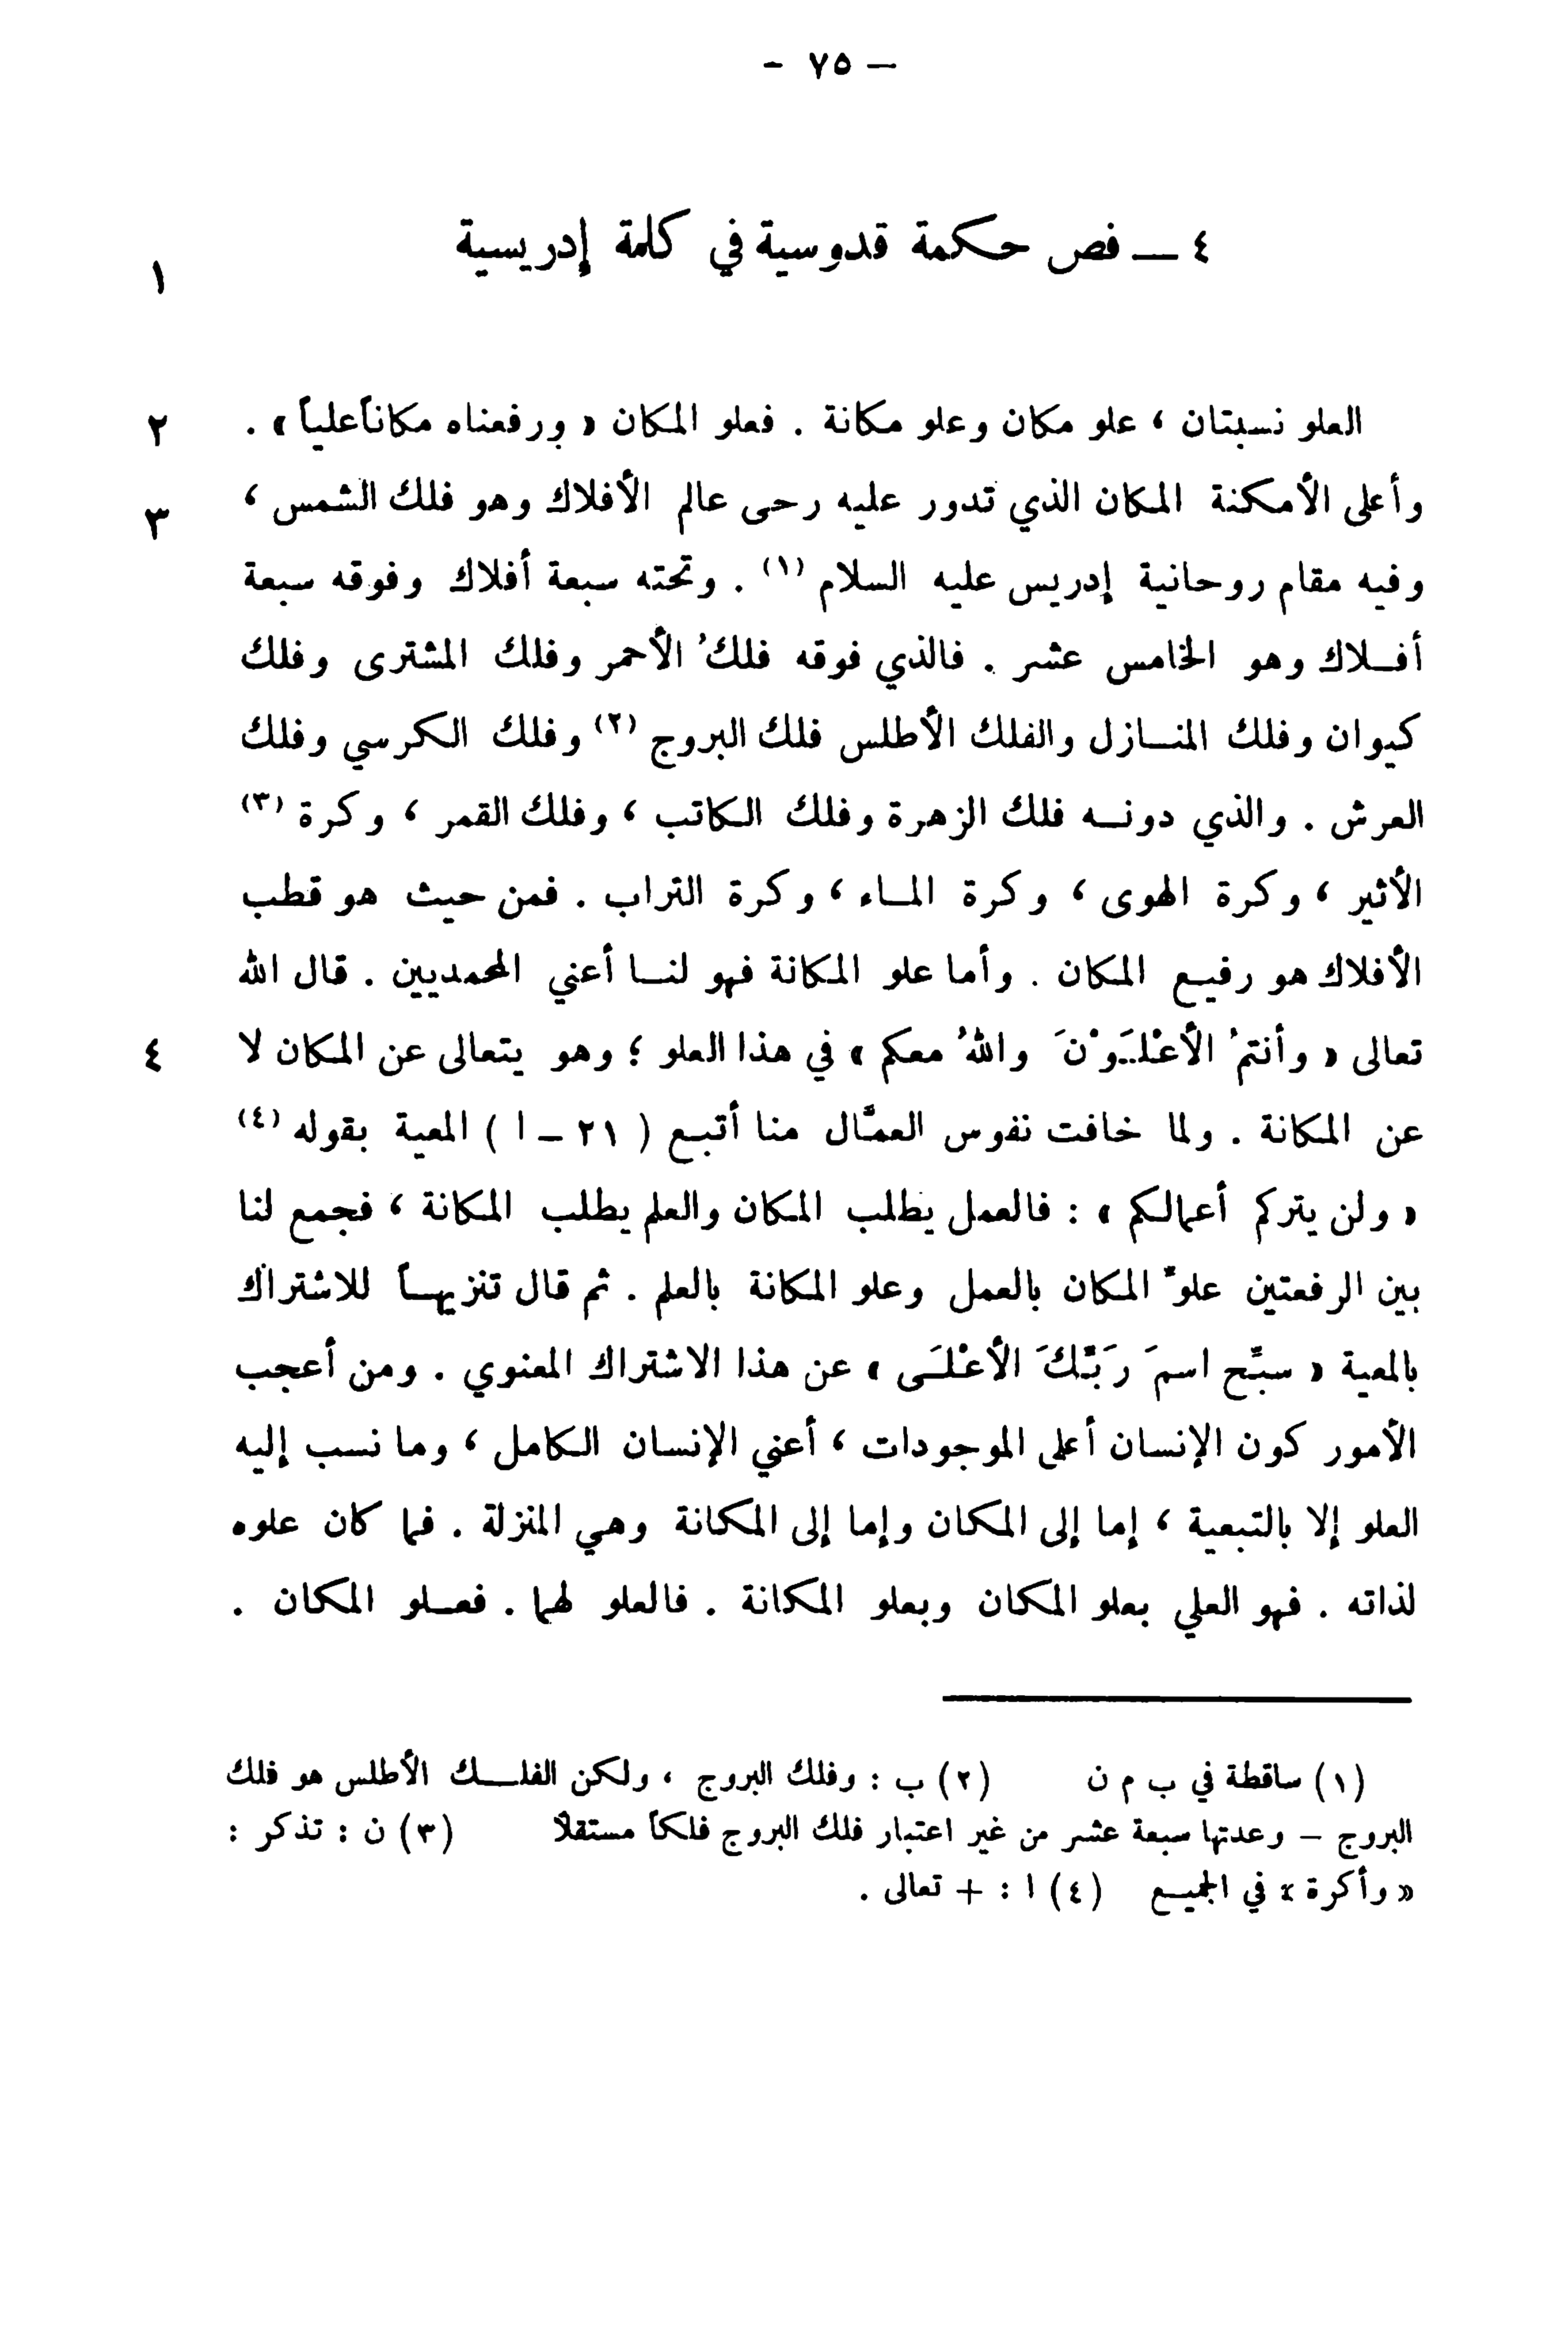 — ٧٥ -
٤ — فص حكمة قدوسية في كلمة إدريسية
١
العلو نسبتان ، علو مكان وعلو مكانة . فعلو المكان « ورفعناه مكاناً علياً » .
٢
وأعلى الأمكنة المكان الذي تدور عليه رحى عالم الأفلاك وهو فلك الشمس ،
٣
وفيه مقام روحانية إدريس عليه السلام (١) . وتحته سبعة أفلاك وفوقه سبعة
أفلاك وهو الخامس عشر . فالذي فوقه فلكُ الأحمر وفلك المشترى وفلك
كيوان وفلك المنازل والفلك الأطلس فلك البروج (٢) وفلك الكرسي وفلك
العرش . والذي دونه فلك الزهرة وفلك الكاتب ، وفلك القمر ، وكرة (٣)
الأثير ، وكرة الهوى ، وكرة الماء ، وكرة التراب . فمن حيث هو قطب
الأفلاك هو رفيع المكان . وأما علو المكانة فهو لنا أعني المحمديين . قال الله
تعالى « وأنتمُ الأعْلَوْنَ واللهُ معكم » في هذا العلو ؛ وهو يتعالى عن المكان لا
٤
عن المكانة . ولما خافت نفوس العمَّال منا أتبع ( ٢١ – ا ) المعية بقوله (٤)
« ولن يتركم أعمالكم » : فالعمل يطلب المكان والعلم يطلب المكانة ، فجمع لنا
بين الرفعتين علوّ المكان بالعمل وعلو المكانة بالعلم . ثم قال تنزيهاً للاشتراك
بالمعية « سبِّح اسمَ رَبِّكَ الأعْلَى » عن هذا الاشتراك المعنوي . ومن أعجب
الأمور كون الإنسان أعلى الموجودات ، أعني الإنسان الكامل ، وما نسب إليه
العلو إلا بالتبعية ، إما إلى المكان وإما إلى المكانة وهي المنزلة . فما كان علوه
لذاته . فهو العلي بعلو المكان وبعلو المكانة . فالعلو لهما . فعلو المكان .
(١) ساقطة في ب م ن (٢) ب : وفلك البروج ، ولكن الفلك الأطلس هو فلك
البروج – وعدتها سبعة عشر من غير اعتبار فلك البروج فلكاً مستقلاً (٣) ن : تذكر :
« وأكرة » في الجميع (٤) ا : + تعالى .